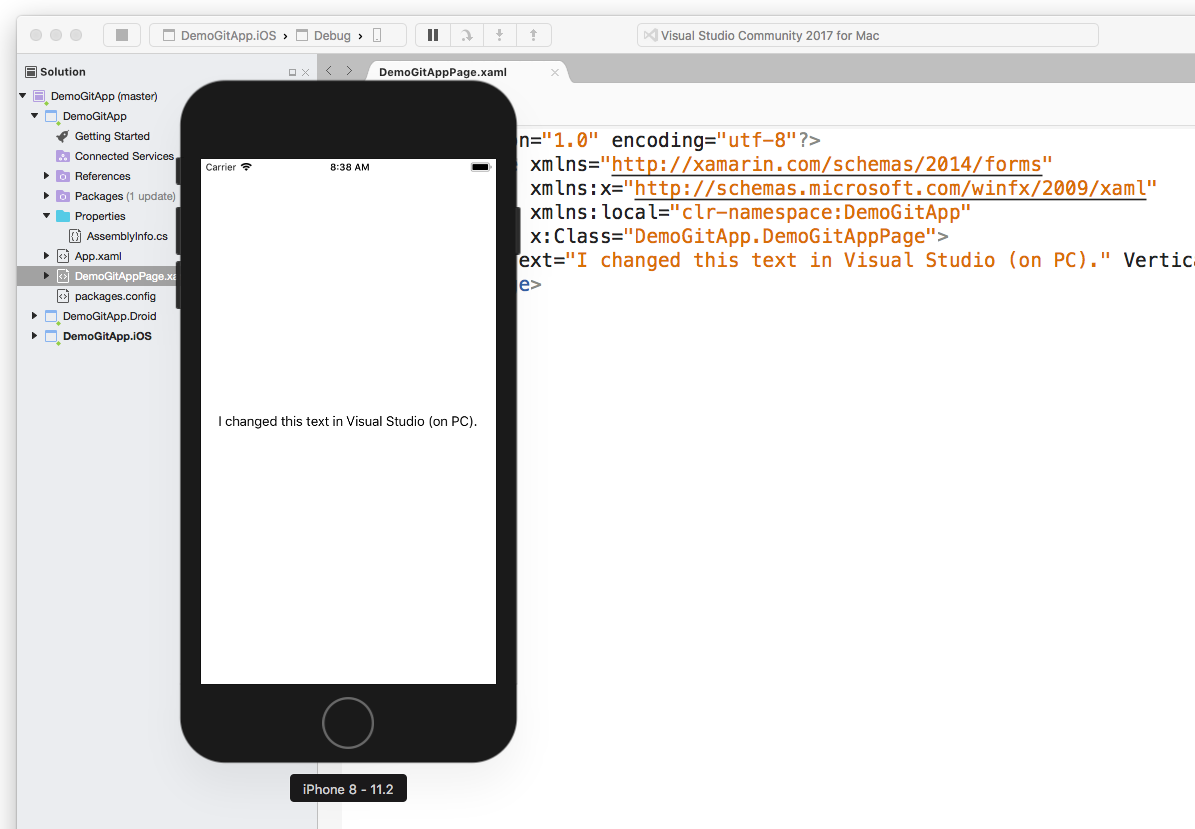 DemoGitApp.iOS › Debug ›
Visual Studio Community 2017 for Mac
Solution
DemoGitAppPage.xaml
DemoGitApp (master)
DemoGitApp
Getting Started
Connected Services
References
Packages (1 update)
Properties
AssemblyInfo.cs
App.xaml
DemoGitAppPage.xa
packages.config
DemoGitApp.Droid
DemoGitApp.iOS
Carrier 8:38 AM
I changed this text in Visual Studio (on PC).
iPhone 8 - 11.2
n="1.0" encoding="utf-8"?>
xmlns="http://xamarin.com/schemas/2014/forms"
xmlns:x="http://schemas.microsoft.com/winfx/2009/xaml"
xmlns:local="clr-namespace:DemoGitApp"
x:Class="DemoGitApp.DemoGitAppPage">
ext="I changed this text in Visual Studio (on PC)." Vertica
e>